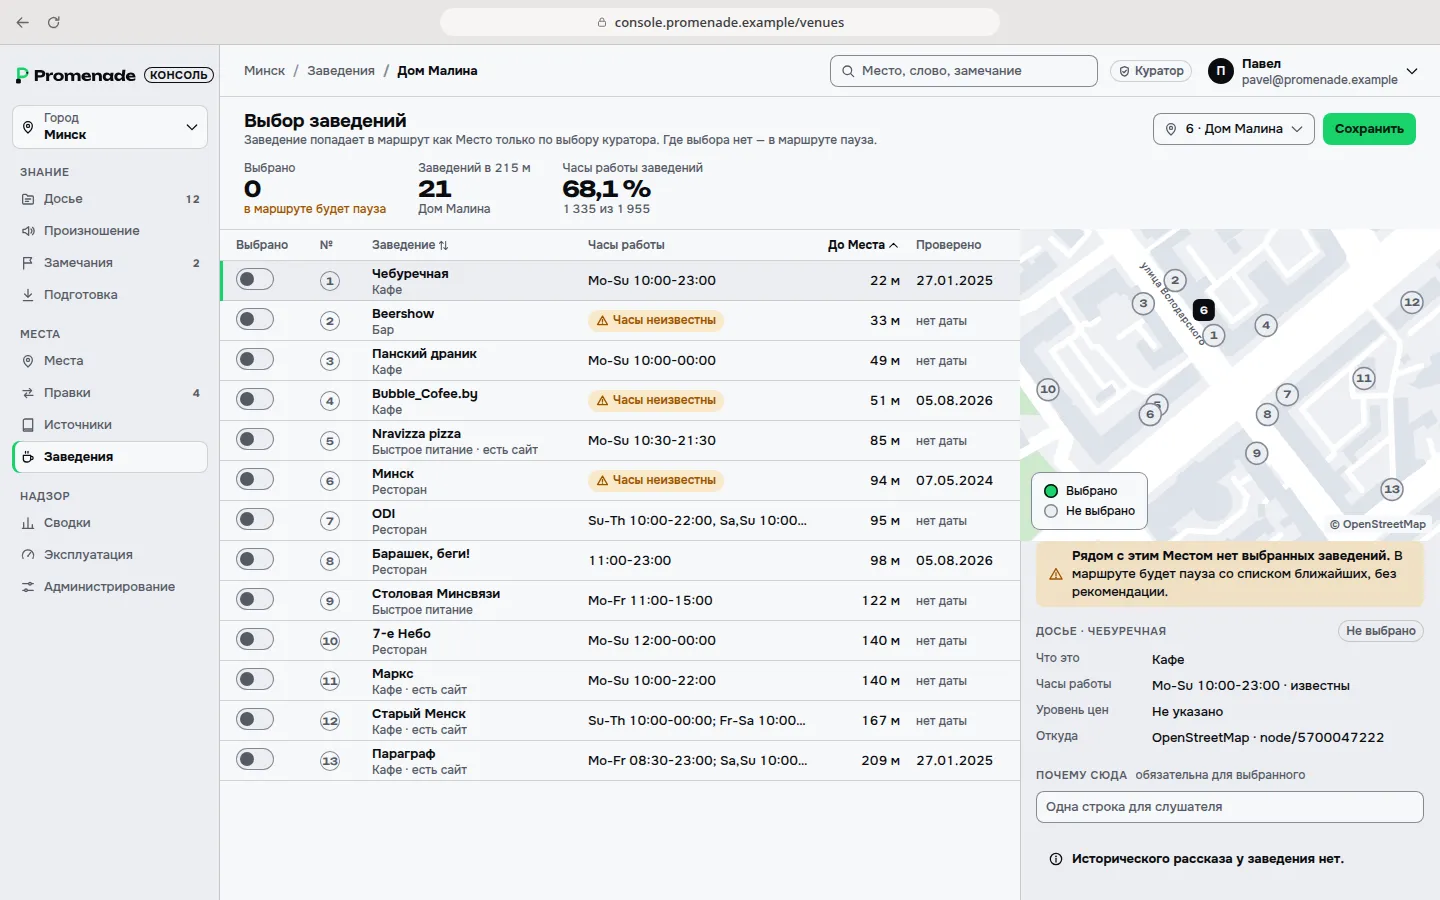 console.promenade.example/venues
Promenade КОНСОЛЬ
Город
Минск
ЗНАНИЕ
Досье 12
Произношение
Замечания 2
Подготовка
МЕСТА
Места
Правки 4
Источники
Заведения
НАДЗОР
Сводки
Эксплуатация
Администрирование
Минск / Заведения / Дом Малина
Место, слово, замечание
Куратор
П
Павел
pavel@promenade.example
Выбор заведений
Заведение попадает в маршрут как Место только по выбору куратора. Где выбора нет — в маршруте пауза.
6 · Дом Малина
Сохранить
Выбрано
0
в маршруте будет пауза
Заведений в 215 м
21
Дом Малина
Часы работы заведений
68,1 %
1 335 из 1 955
Выбрано № Заведение Часы работы До Места Проверено
1 Чебуречная Mo-Su 10:00-23:00 22 м 27.01.2025
Кафе
2 Beershow Часы неизвестны 33 м нет даты
Бар
3 Панский драник Mo-Su 10:00-00:00 49 м нет даты
Кафе
4 Bubble_Cofee.by Часы неизвестны 51 м 05.08.2026
Кафе
5 Nravizza pizza Mo-Su 10:30-21:30 85 м нет даты
Быстрое питание · есть сайт
6 Минск Часы неизвестны 94 м 07.05.2024
Ресторан
7 ODI Su-Th 10:00-22:00, Sa,Su 10:00... 95 м нет даты
Ресторан
8 Барашек, беги! 11:00-23:00 98 м 05.08.2026
Ресторан
9 Столовая Минсвязи Mo-Fr 11:00-15:00 122 м нет даты
Быстрое питание
10 7-е Небо Mo-Su 12:00-00:00 140 м нет даты
Ресторан
11 Маркс Mo-Su 10:00-22:00 140 м нет даты
Кафе · есть сайт
12 Старый Менск Su-Th 10:00-00:00; Fr-Sa 10:00... 167 м нет даты
Кафе · есть сайт
13 Параграф Mo-Fr 08:30-23:00; Sa,Su 10:00... 209 м 27.01.2025
Кафе · есть сайт
улица Володарского
2
3
6
12
1
4
11
10
7
5
6
8
9
13
Выбрано
Не выбрано
© OpenStreetMap
Рядом с этим Местом нет выбранных заведений. В
маршруте будет пауза со списком ближайших, без
рекомендации.
ДОСЬЕ · ЧЕБУРЕЧНАЯ Не выбрано
Что это Кафе
Часы работы Mo-Su 10:00-23:00 · известны
Уровень цен Не указано
Откуда OpenStreetMap · node/5700047222
ПОЧЕМУ СЮДА обязательна для выбранного
Одна строка для слушателя
Исторического рассказа у заведения нет.